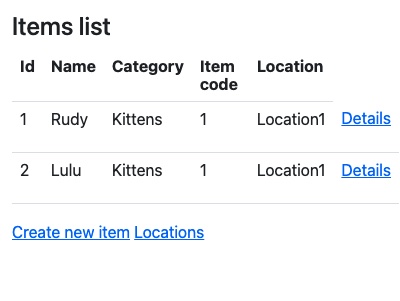 Items list
Id Name Category Item code Location
1 Rudy Kittens 1 Location1 Details
2 Lulu Kittens 1 Location1 Details
Create new item Locations